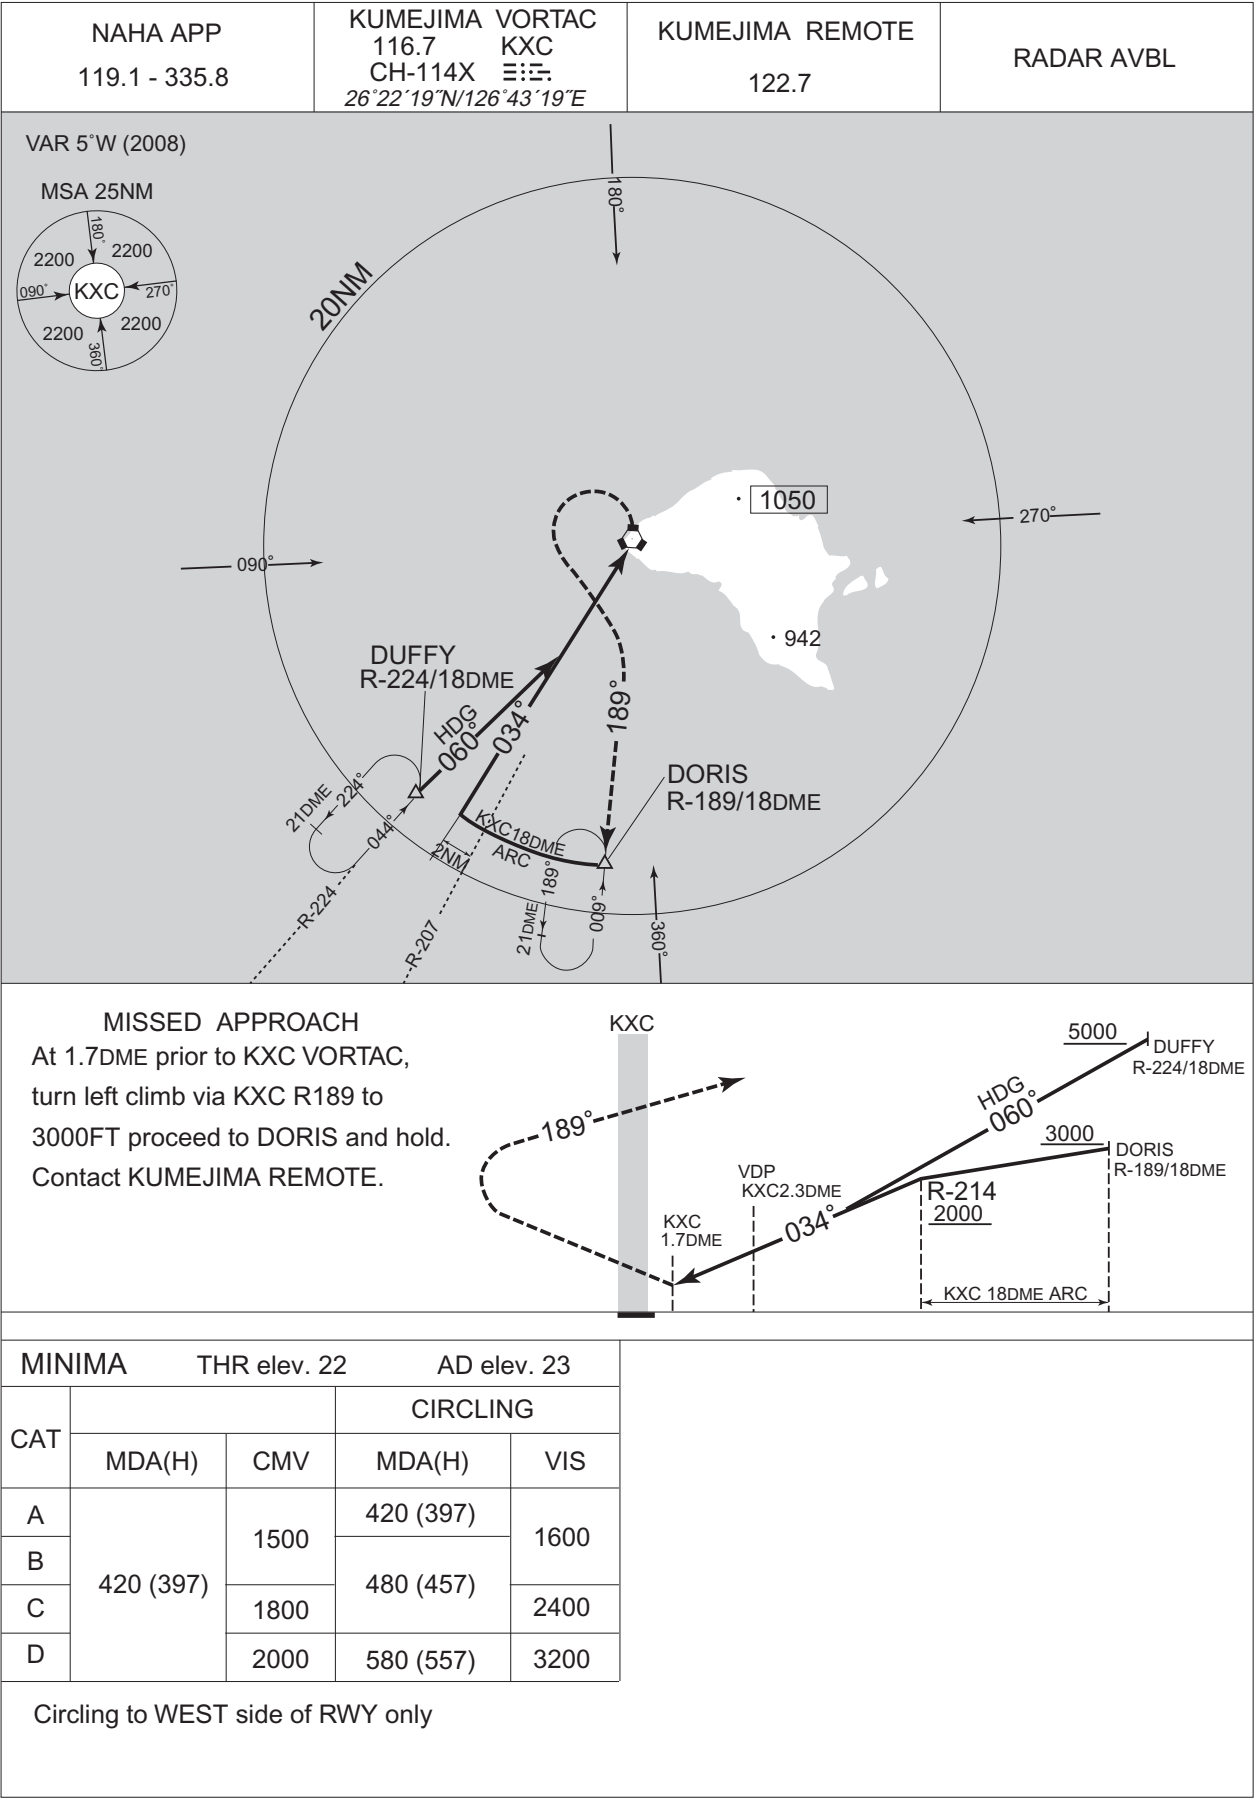 NAHA APP
119.1 - 335.8
KUMEJIMA VORTAC
116.7 KXC
CH-114X
26°22´19˝N/126°43´19˝E
KUMEJIMA REMOTE
122.7
RADAR AVBL
VAR 5°W (2008)
MSA 25NM
180°
2200
2200
090°
KXC
270°
2200
2200
360°
20NM
180°
1050
270°
090°
942
DUFFY
R-224/18DME
189°
HDG
060°
034°
DORIS
R-189/18DME
21DME
224°
044°
KXC18DME
ARC
2NM
R-224
R-207
21DME
189°
009°
360°
MISSED APPROACH
At 1.7DME prior to KXC VORTAC,
turn left climb via KXC R189 to
3000FT proceed to DORIS and hold.
Contact KUMEJIMA REMOTE.
KXC
5000
DUFFY
R-224/18DME
HDG
060°
189°
3000
DORIS
R-189/18DME
VDP
KXC2.3DME
R-214
2000
KXC
1.7DME
034°
KXC 18DME ARC
MINIMA THR elev. 22 AD elev. 23
CAT
CIRCLING
MDA(H) CMV MDA(H) VIS
A
420 (397)
1500
1600
B
420 (397)
480 (457)
C
1800
2400
D
2000
580 (557)
3200
Circling to WEST side of RWY only